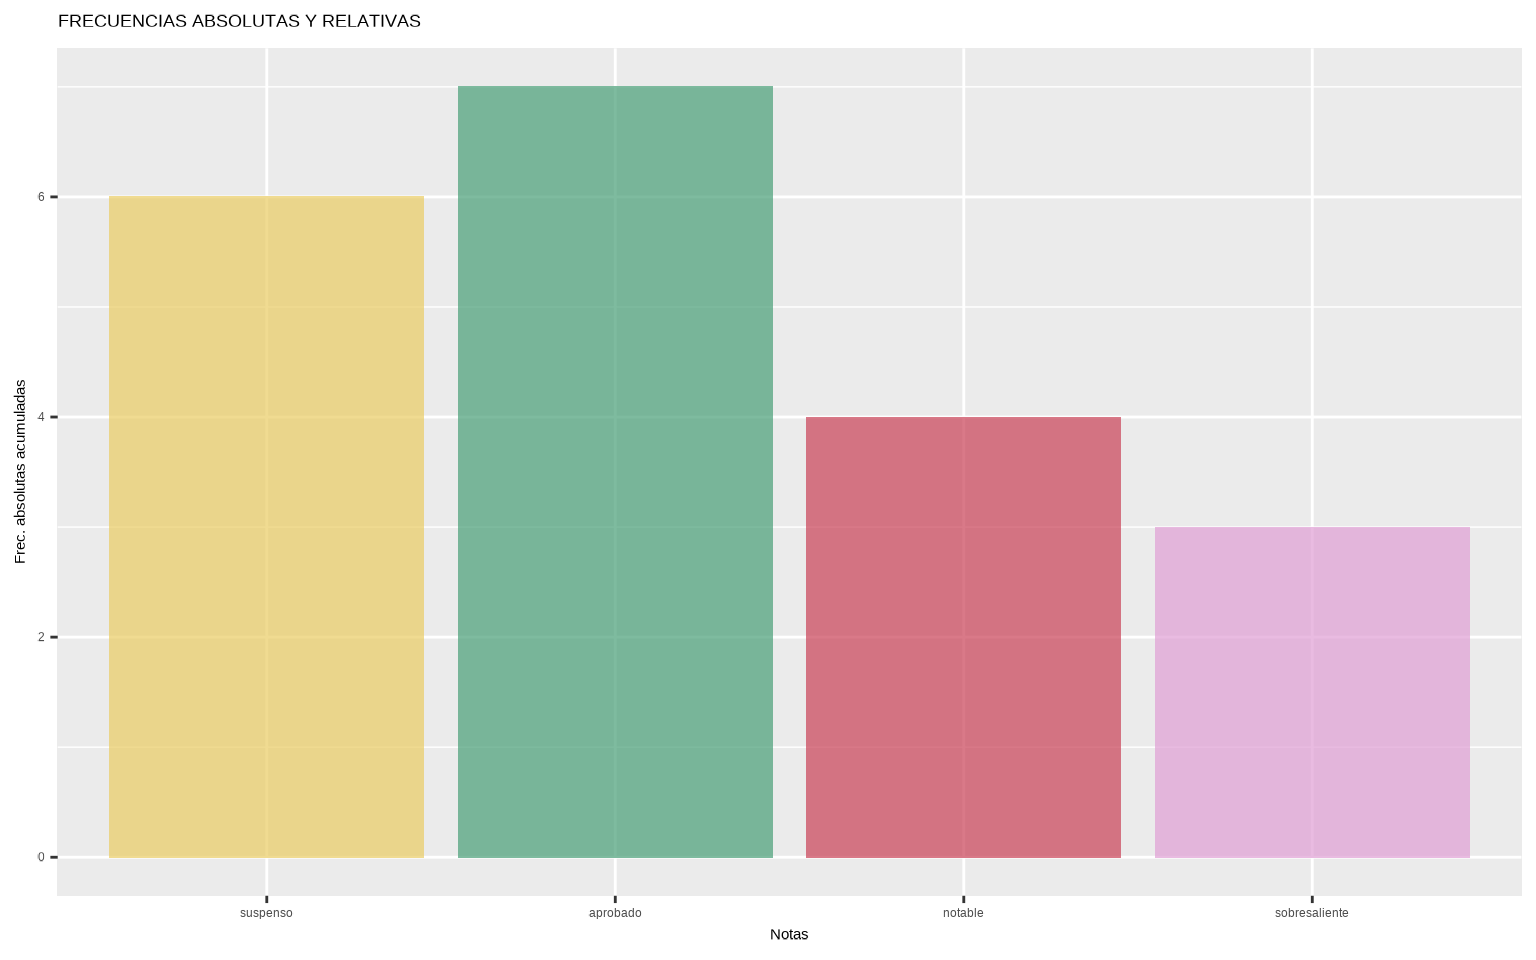 FRECUENCIAS ABSOLUTAS Y RELATIVAS
Frec. absolutas acumuladas
6
4
2
0
suspenso
aprobado
notable
sobresaliente
Notas